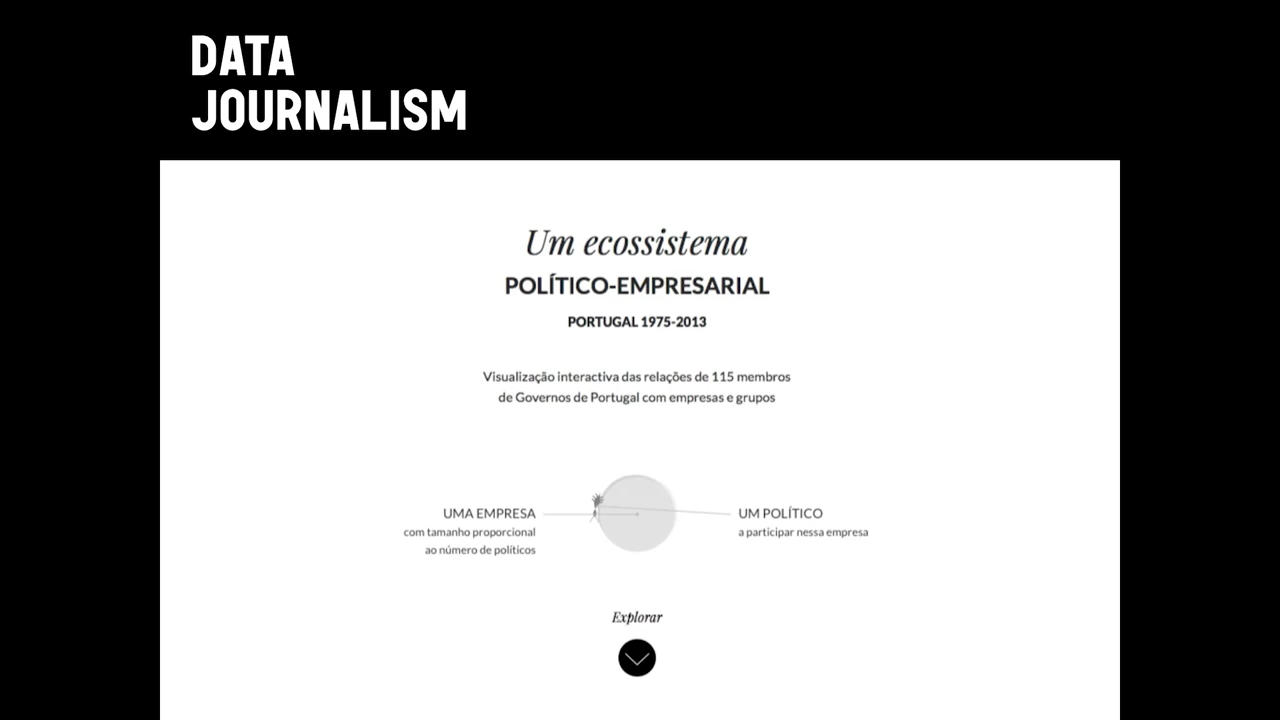 DATA
JOURNALISM
Um ecossistema
POLÍTICO-EMPRESARIAL
PORTUGAL 1975-2013
Visualização interactiva das relações de 115 membros
de Governos de Portugal com empresas e grupos
UMA EMPRESA
com tamanho proporcional
ao número de políticos
UM POLÍTICO
a participar nessa empresa
Explorar